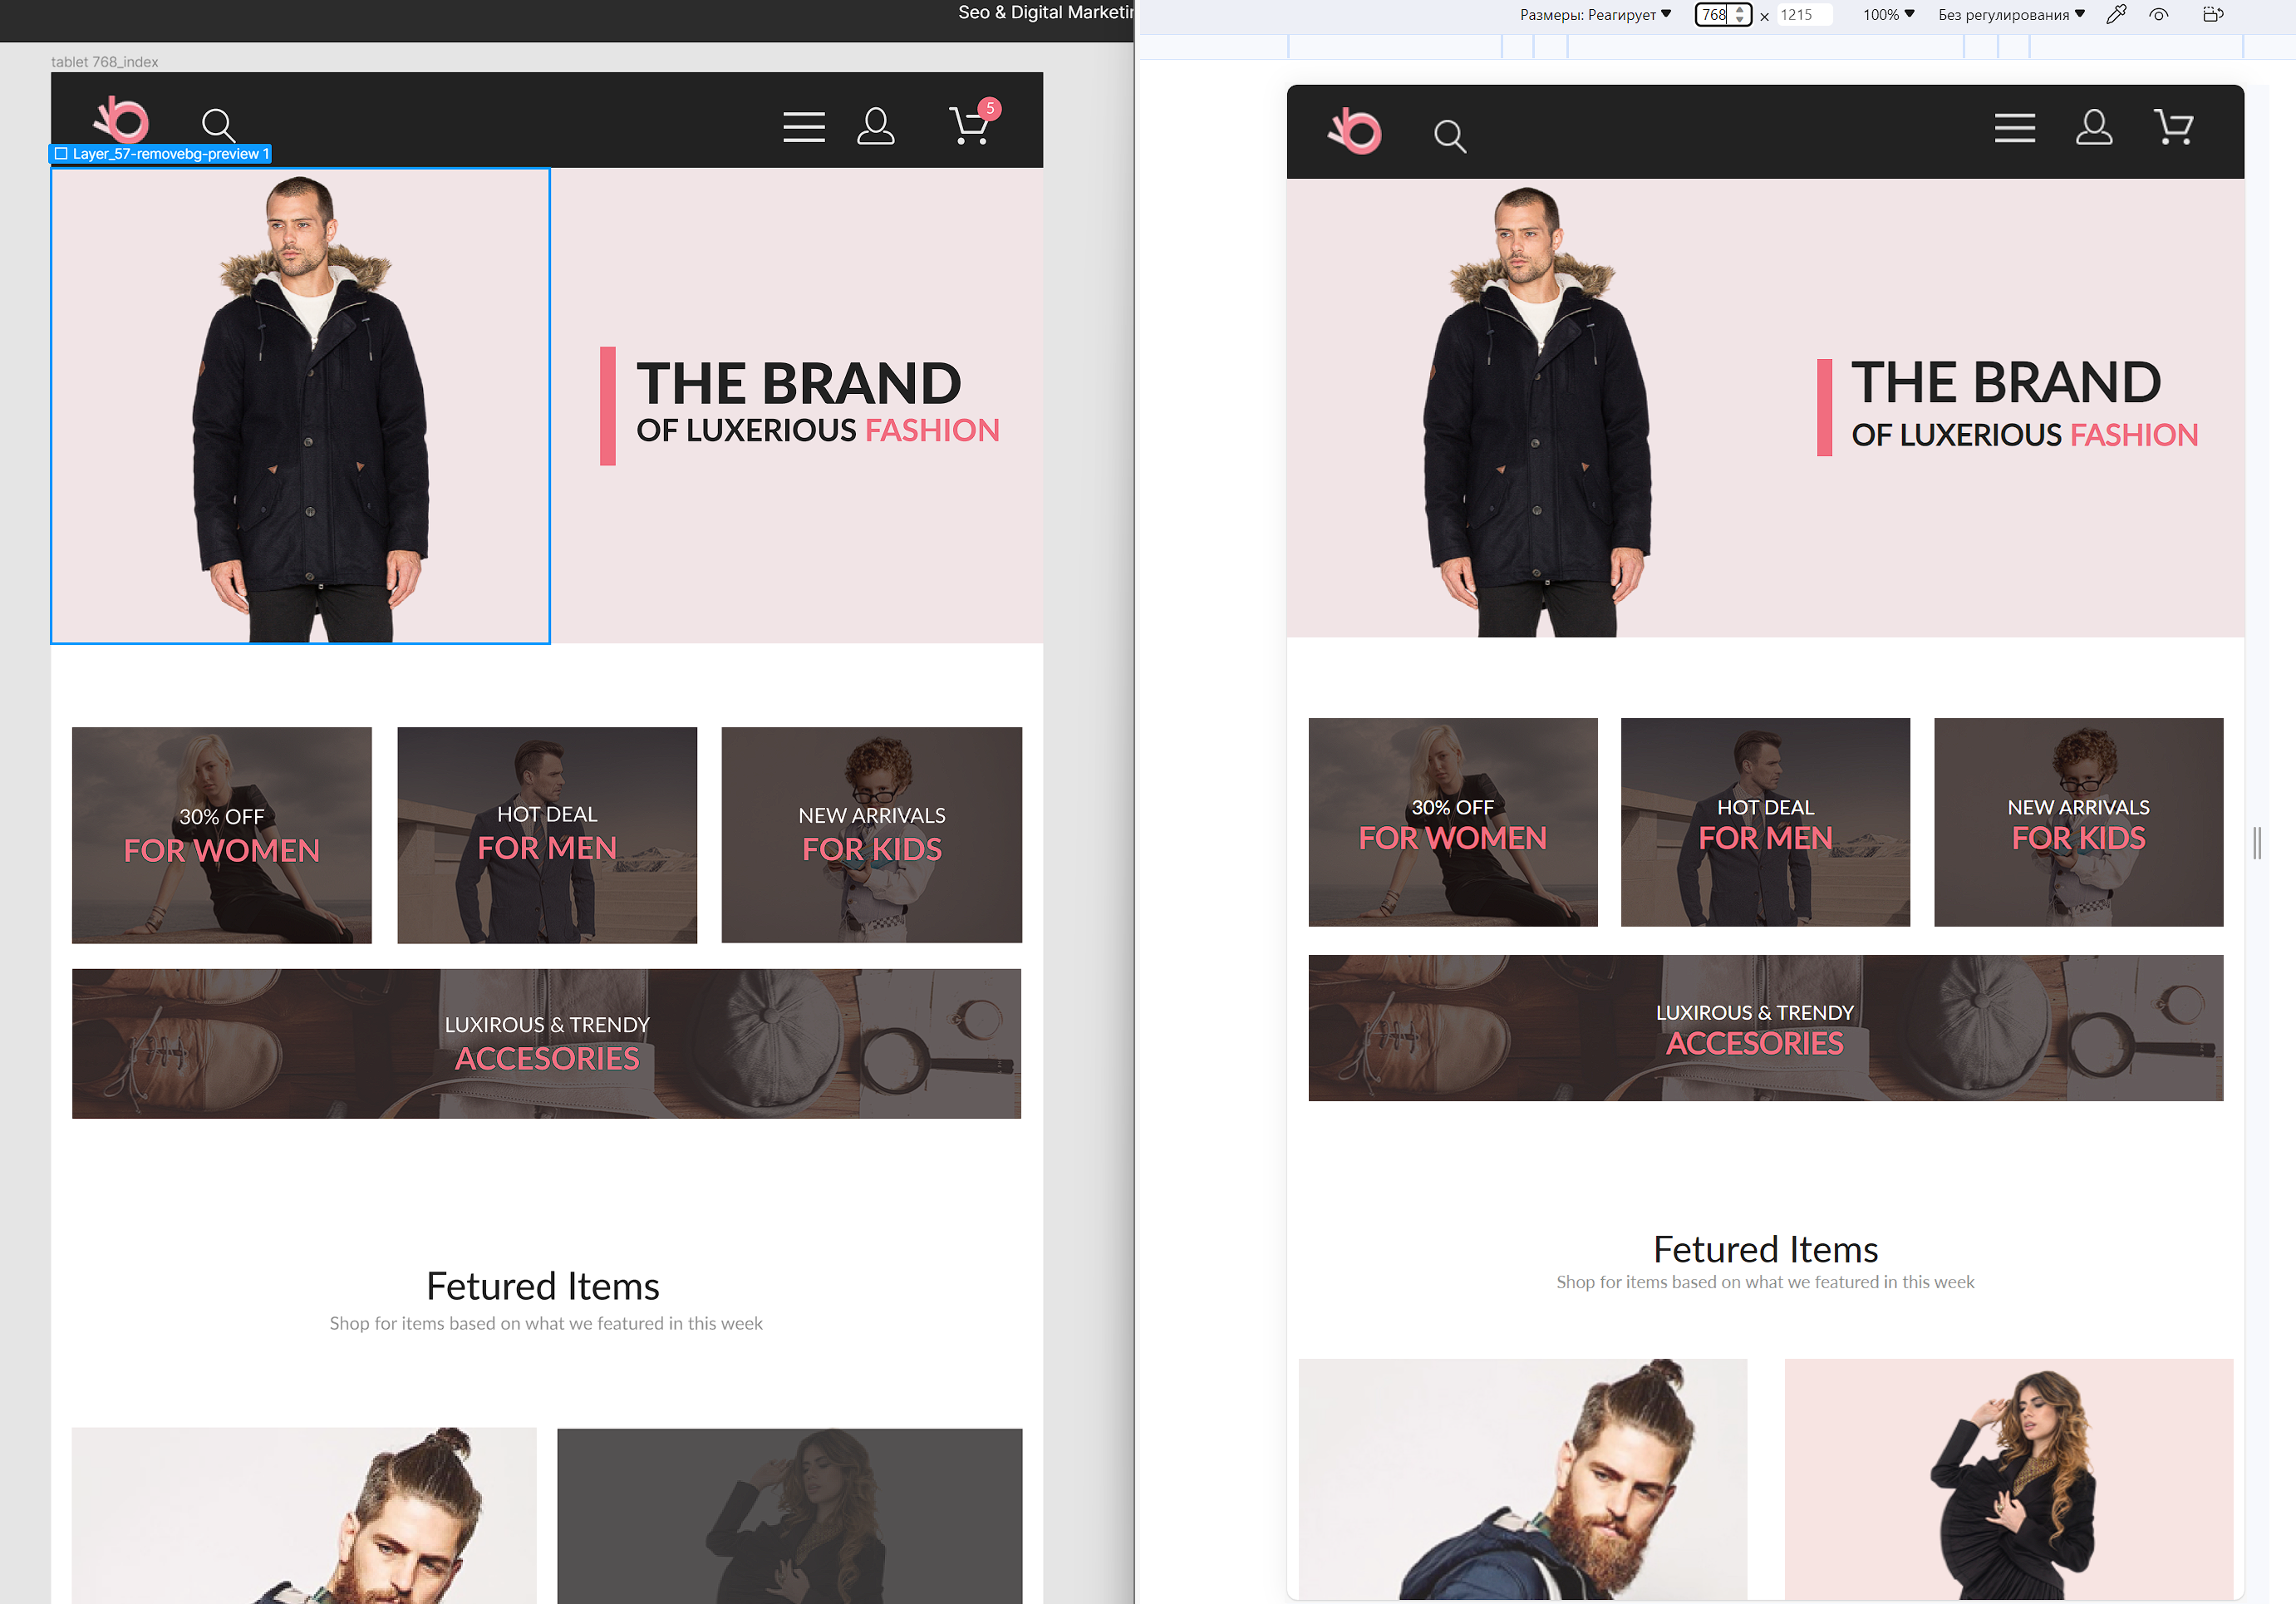 Seo & Digital Marketin
tablet 768_index
5
Layer_57-removebg-preview 1
THE BRAND
OF LUXERIOUS FASHION
30% OFF
FOR WOMEN
HOT DEAL
FOR MEN
NEW ARRIVALS
FOR KIDS
LUXIROUS & TRENDY
ACCESORIES
Fetured Items
Shop for items based on what we featured in this week
Размеры: Реагирует 768 × 1215 100% Без регулирования
THE BRAND
OF LUXERIOUS FASHION
30% OFF
FOR WOMEN
HOT DEAL
FOR MEN
NEW ARRIVALS
FOR KIDS
LUXIROUS & TRENDY
ACCESORIES
Fetured Items
Shop for items based on what we featured in this week